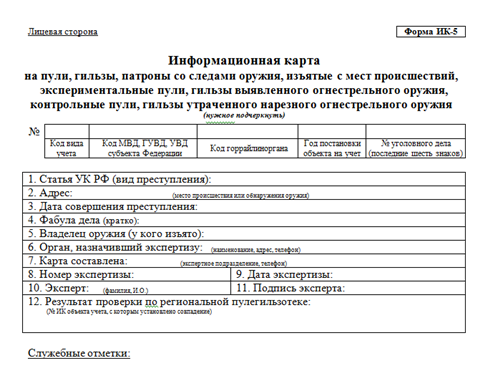 Лицевая сторона
Форма ИК-5
Информационная карта
на пули, гильзы, патроны со следами оружия, изъятые с мест происшествий,
экспериментальные пули, гильзы выявленного огнестрельного оружия,
контрольные пули, гильзы утраченного нарезного огнестрельного оружия
(нужное подчеркнуть)
№
Код вида учета
Код МВД, ГУВД, УВД субъекта Федерации
Код горрайлиноргана
Год постановки объекта на учет
№ уголовного дела (последние шесть знаков)
1. Статья УК РФ (вид преступления):
2. Адрес: (место происшествия или обнаружения оружия)
3. Дата совершения преступления:
4. Фабула дела (кратко):
5. Владелец оружия (у кого изъято):
6. Орган, назначивший экспертизу: (наименование, адрес, телефон)
7. Карта составлена: (экспертное подразделение, телефон)
8. Номер экспертизы: 9. Дата экспертизы:
10. Эксперт: (фамилия, И.О.) 11. Подпись эксперта:
12. Результат проверки по региональной пулегильзотеке:
(№ ИК объекта учета, с которым установлено совпадение)
Служебные отметки: